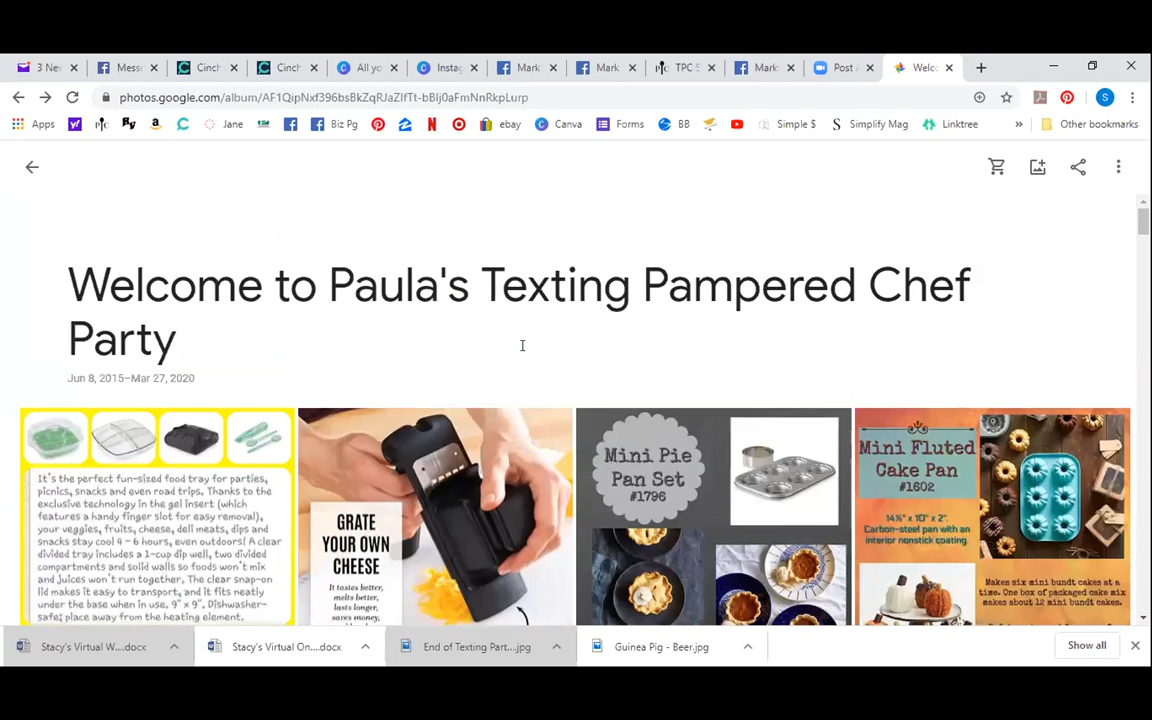 3 Nev
Mess
Cinch
Cinch
All yo
Instag
Mark
Mark
TPC S
Mark
Post A
Welco
photos.google.com/album/AF1QipNxf396bsBkZqRJaZIfTt-bBIj0aFmNnRkpLurp
S
Apps
Jane
Biz Pg
ebay
Canva
Forms
BB
Simple $
Simplify Mag
Linktree
»
Other bookmarks
Welcome to Paula's Texting Pampered Chef
Party
Jun 8, 2015–Mar 27, 2020
It's the perfect fun-sized food tray for parties,
picnics, snacks and even road trips. Thanks to the
exclusive technology in the gel insert (which
features a handy finger slot for easy removal),
your veggies, fruits, cheese, deli meats, dips and
snacks stay cool 4 - 6 hours, even outdoors! A clear
divided tray includes a 1-cup dip well, two divided
compartments and solid walls so foods won't mix
and juices won't run together. The clear snap-on
lid makes it easy to transport, and it fits neatly
under the base when in use. 9" x 9". Dishwasher-
safe; place away from the heating element.
GRATE
YOUR OWN
CHEESE
It tastes better,
melts better,
lasts longer,
saves money,
Mini Pie
Pan Set
#1796
Mini Fluted
Cake Pan
#1602
14½" x 10" x 2".
Carbon-steel pan with an
interior nonstick coating.
Makes six mini bundt cakes at a
time. One box of packaged cake mix
makes about 12 mini bundt cakes.
Stacy's Virtual W....docx
Stacy's Virtual On....docx
End of Texting Part....jpg
Guinea Pig - Beer.jpg
Show all